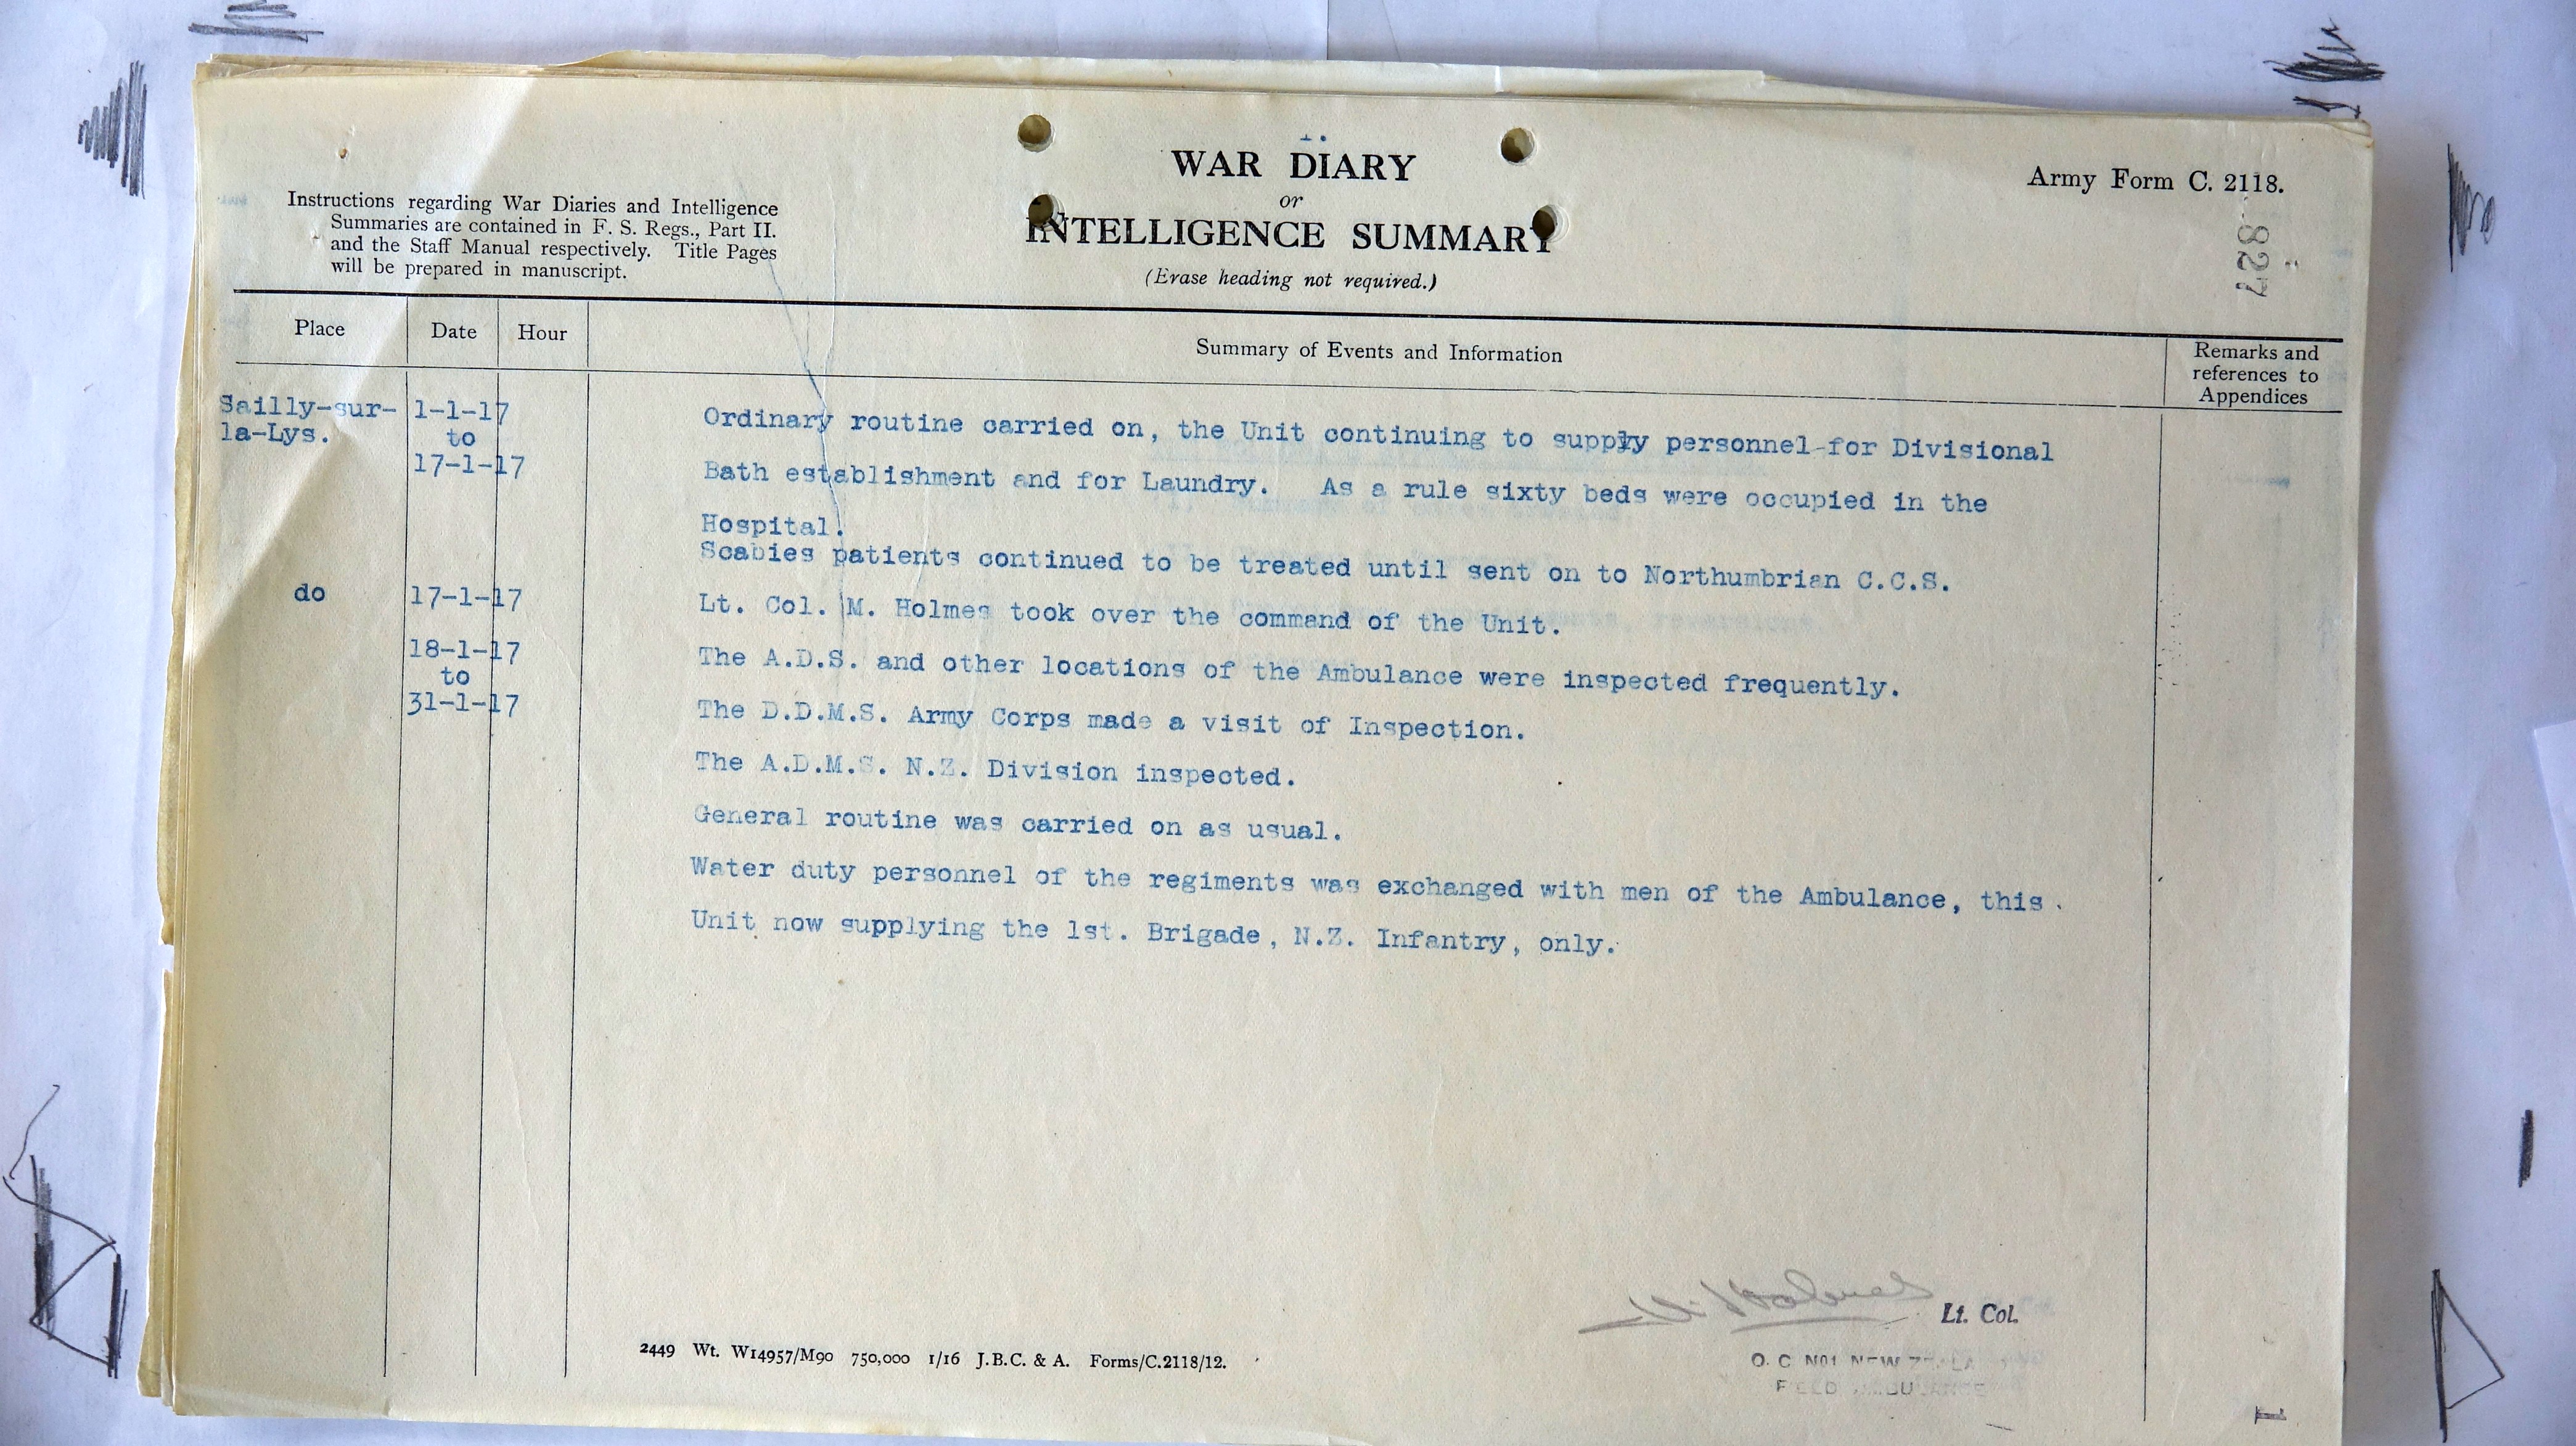 WAR DIARY
or
INTELLIGENCE SUMMARY
(Erase heading not required.)
Instructions regarding War Diaries and Intelligence
Summaries are contained in F. S. Regs., Part II.
and the Staff Manual respectively. Title Pages
will be prepared in manuscript.
Army Form C. 2118.
827
Place
Date
Hour
Summary of Events and Information
Remarks and
references to
Appendices
Sailly-sur-
la-Lys.
1-1-17
to
17-1-17
Ordinary routine carried on, the Unit continuing to supply personnel for Divisional
Bath establishment and for Laundry. As a rule sixty beds were occupied in the
Hospital.
Scabies patients continued to be treated until sent on to Northumbrian C.C.S.
do
17-1-17
Lt. Col. M. Holmes took over the command of the Unit.
18-1-17
to
31-1-17
The A.D.S. and other locations of the Ambulance were inspected frequently.
The D.D.M.S. Army Corps made a visit of Inspection.
The A.D.M.S. N.Z. Division inspected.
General routine was carried on as usual.
Water duty personnel of the regiments was exchanged with men of the Ambulance, this
Unit now supplying the 1st. Brigade, N.Z. Infantry, only.
M. Holmes Lt. Col.
O. C. No1 NEW
FIELD AMBULANCE
2449 Wt. W14957/M90 750,000 1/16 J.B.C. & A. Forms/C.2118/12.
1